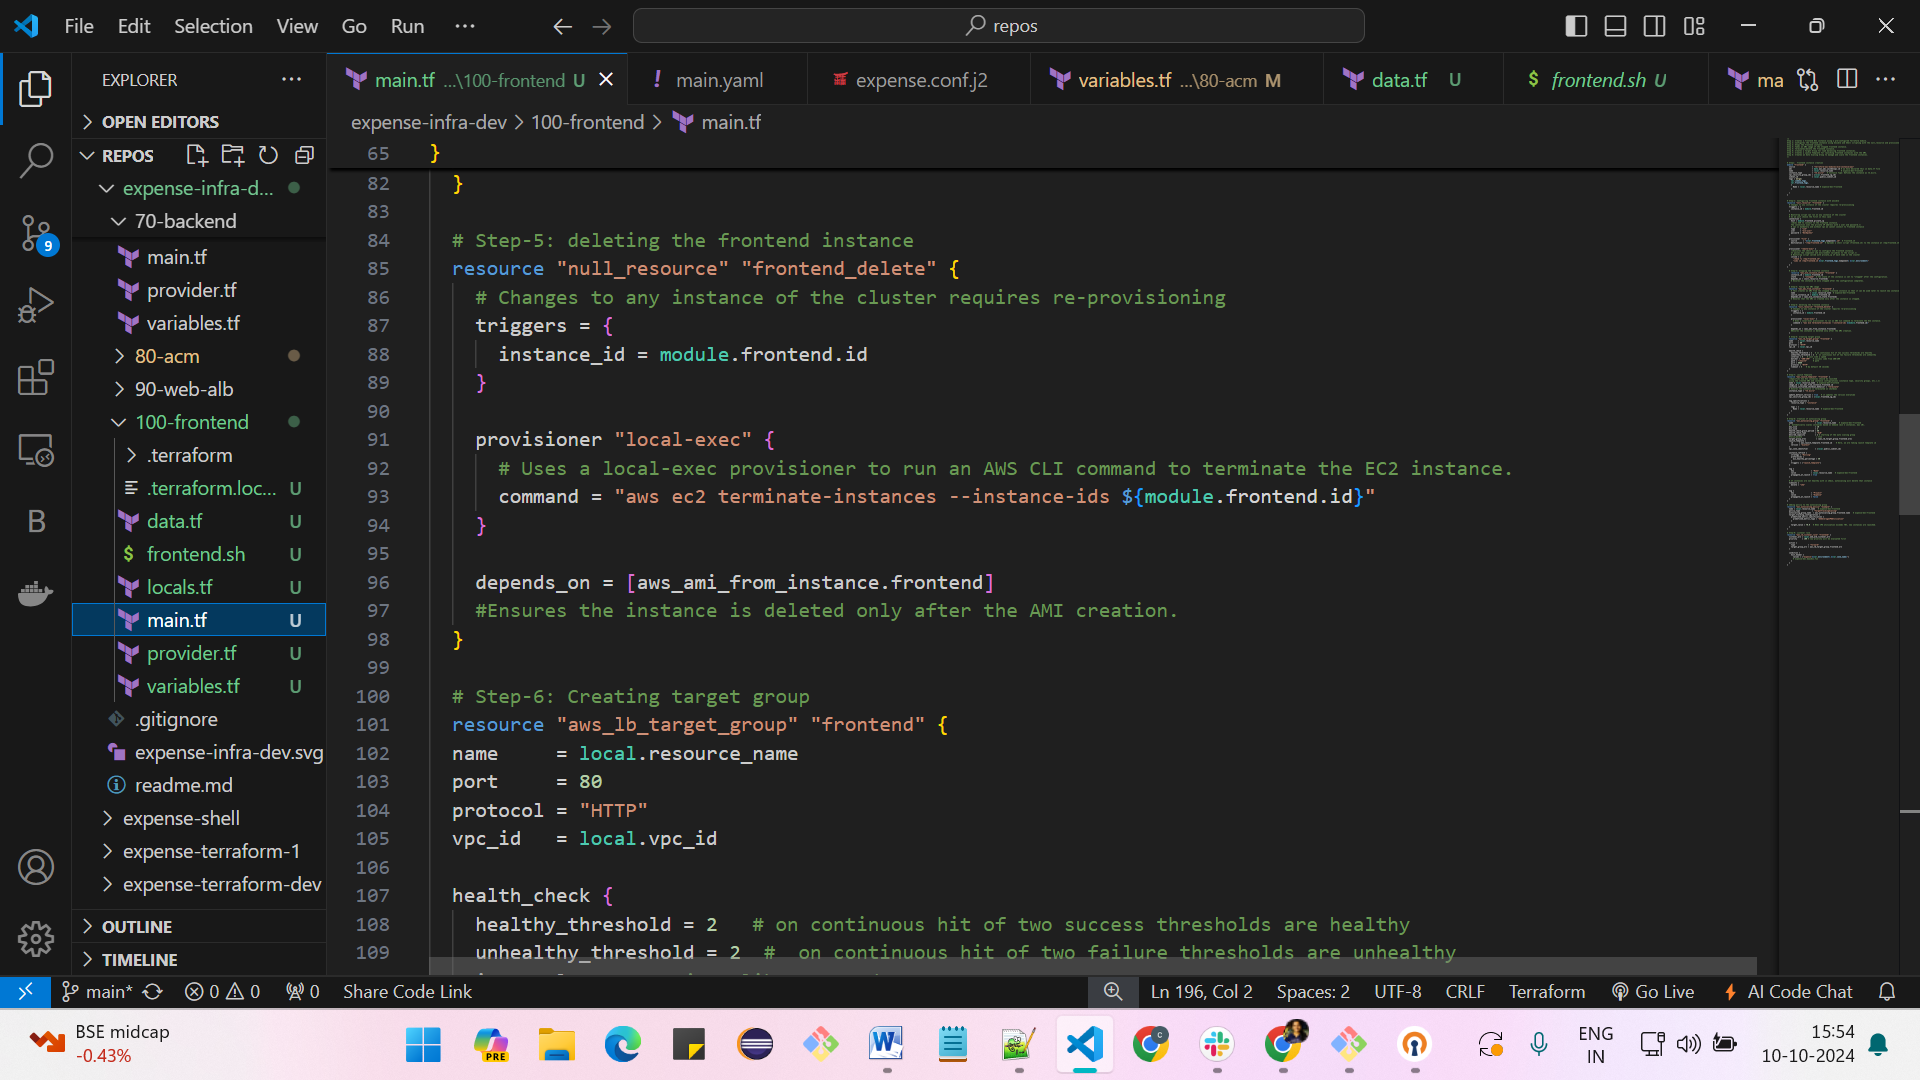 File Edit Selection View Go Run ··· repos
EXPLORER
OPEN EDITORS
REPOS
expense-infra-d...
70-backend
main.tf
provider.tf
variables.tf
80-acm
90-web-alb
100-frontend
.terraform
.terraform.loc... U
data.tf U
frontend.sh U
locals.tf U
main.tf U
provider.tf U
variables.tf U
.gitignore
expense-infra-dev.svg
readme.md
expense-shell
expense-terraform-1
expense-terraform-dev
OUTLINE
TIMELINE
9
B
main.tf ...\100-frontend U
! main.yaml
expense.conf.j2
variables.tf ...\80-acm M
data.tf U
$ frontend.sh U
ma
expense-infra-dev > 100-frontend > main.tf
65 }
82 }
83
84 # Step-5: deleting the frontend instance
85 resource "null_resource" "frontend_delete" {
86 # Changes to any instance of the cluster requires re-provisioning
87 triggers = {
88 instance_id = module.frontend.id
89 }
90
91 provisioner "local-exec" {
92 # Uses a local-exec provisioner to run an AWS CLI command to terminate the EC2 instance.
93 command = "aws ec2 terminate-instances --instance-ids ${module.frontend.id}"
94 }
95
96 depends_on = [aws_ami_from_instance.frontend]
97 #Ensures the instance is deleted only after the AMI creation.
98 }
99
100 # Step-6: Creating target group
101 resource "aws_lb_target_group" "frontend" {
102 name = local.resource_name
103 port = 80
104 protocol = "HTTP"
105 vpc_id = local.vpc_id
106
107 health_check {
108 healthy_threshold = 2 # on continuous hit of two success thresholds are healthy
109 unhealthy_threshold = 2 # on continuous hit of two failure thresholds are unhealthy
main* 0 0 0 Share Code Link Ln 196, Col 2 Spaces: 2 UTF-8 CRLF Terraform Go Live AI Code Chat
BSE midcap
-0.43%
PRE
ENG
IN
15:54
10-10-2024